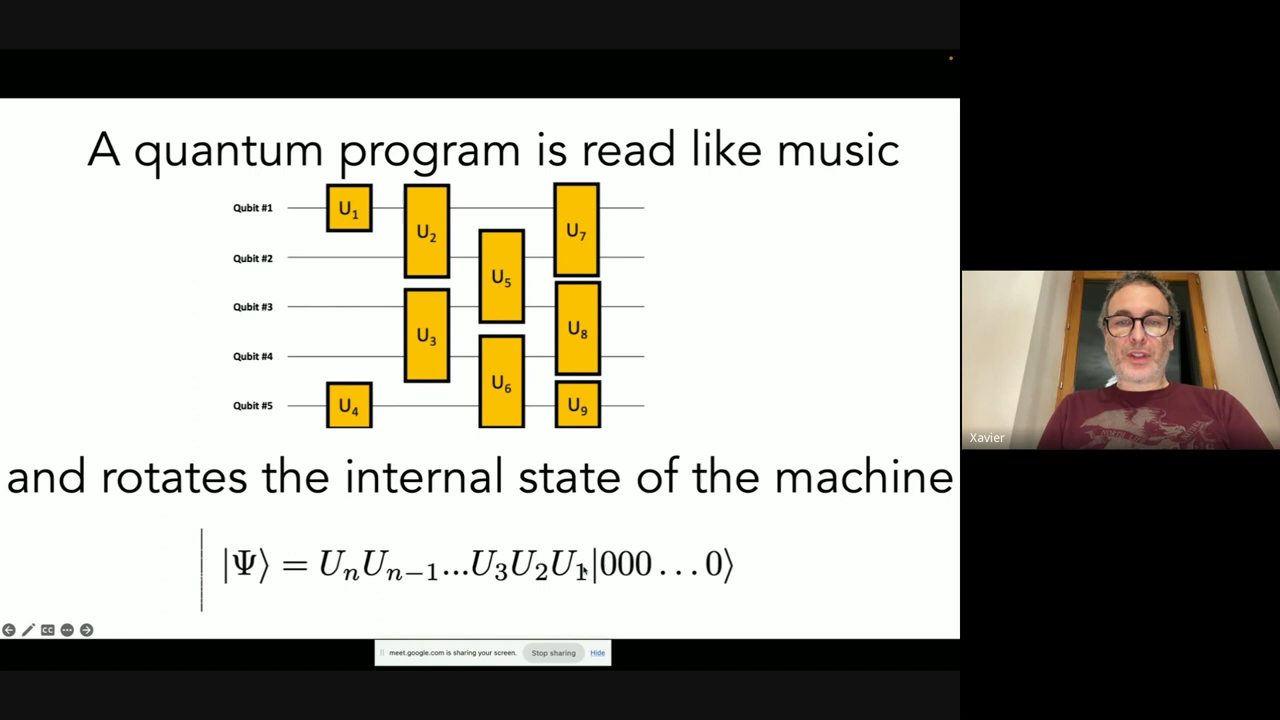 A quantum program is read like music
Qubit #1
Qubit #2
Qubit #3
Qubit #4
Qubit #5
U₁
U₂
U₃
U₄
U₅
U₆
U₇
U₈
U₉
and rotates the internal state of the machine
|Ψ⟩ = UₙUₙ₋₁...U₃U₂U₁|000...0⟩
CC
meet.google.com is sharing your screen.
Stop sharing
Hide
Xavier